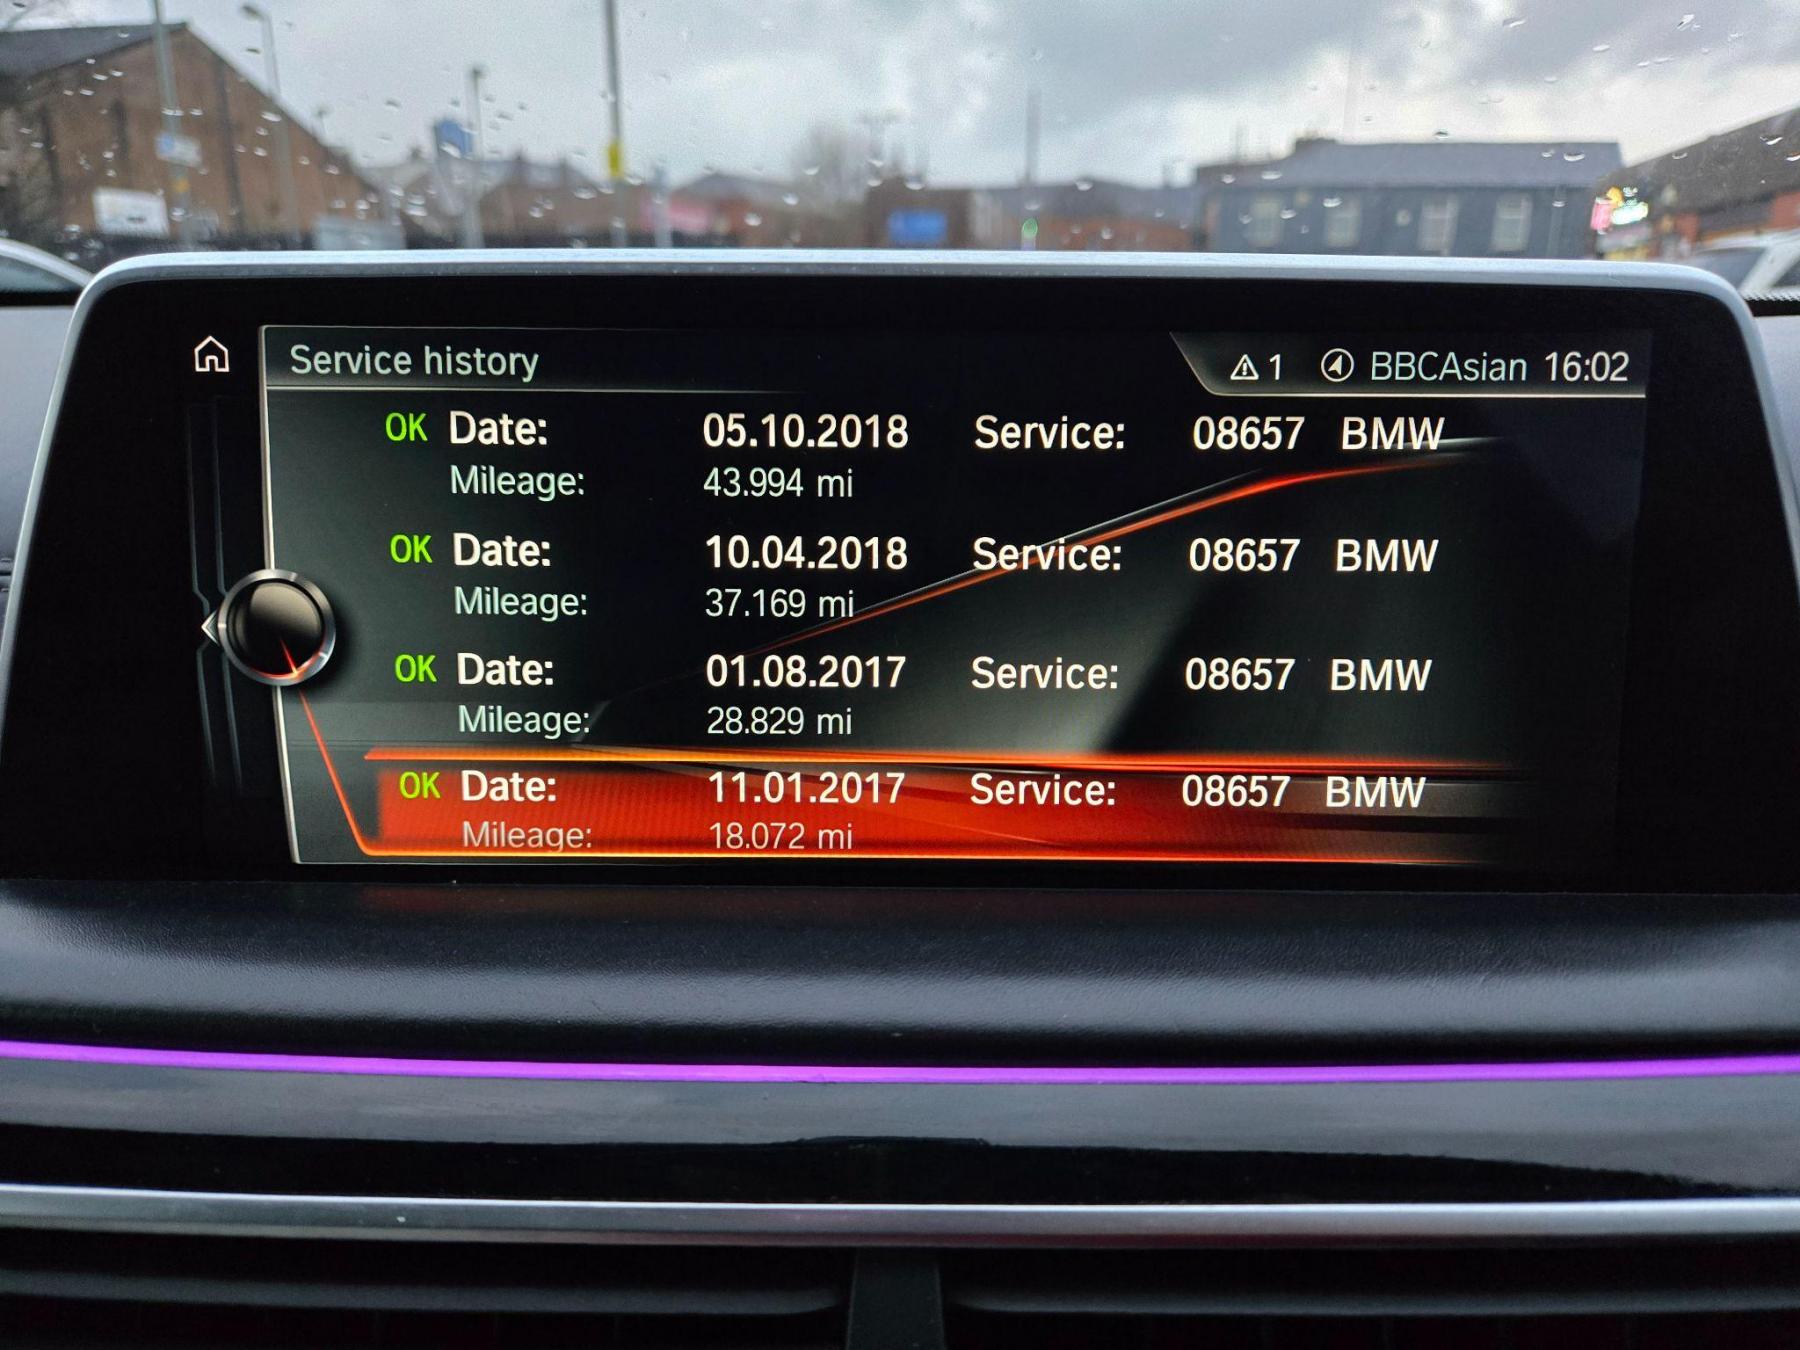 Service history
1 BBCAsian 16:02
OK Date: 05.10.2018 Service: 08657 BMW
Mileage: 43.994 mi
OK Date: 10.04.2018 Service: 08657 BMW
Mileage: 37.169 mi
OK Date: 01.08.2017 Service: 08657 BMW
Mileage: 28.829 mi
OK Date: 11.01.2017 Service: 08657 BMW
Mileage: 18.072 mi